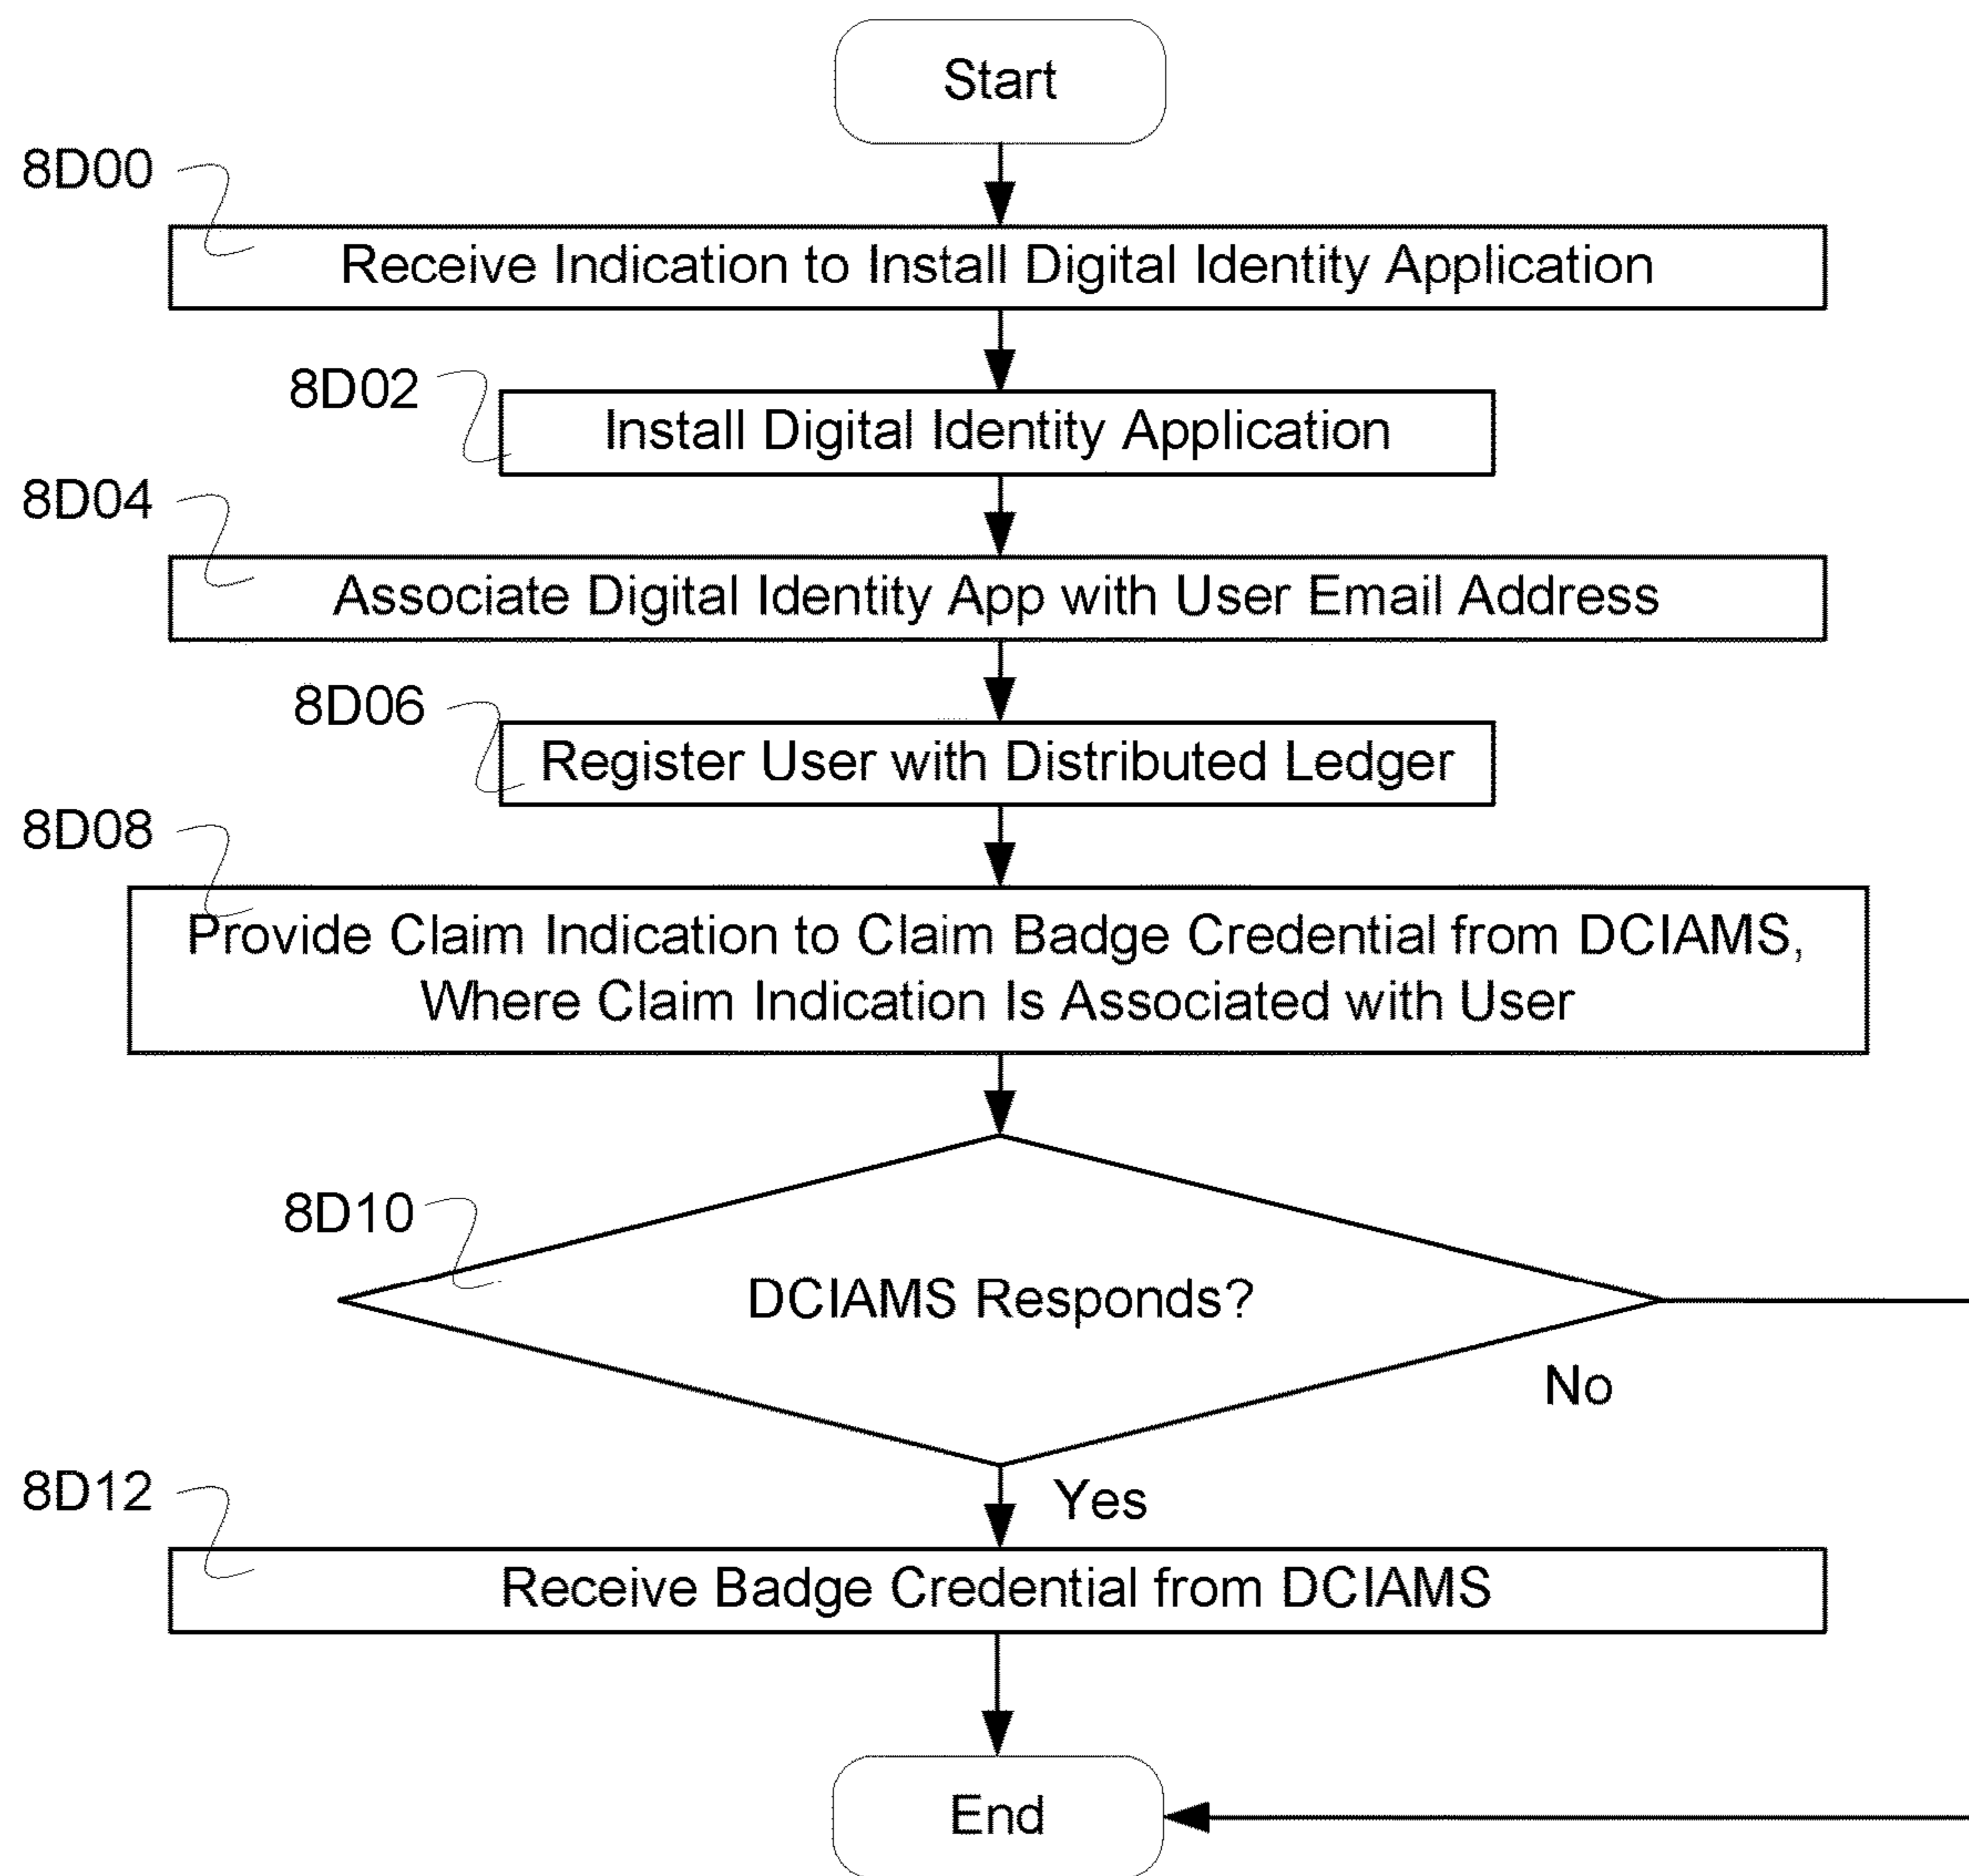 Start
8D00
Receive Indication to Install Digital Identity Application
8D02
Install Digital Identity Application
8D04
Associate Digital Identity App with User Email Address
8D06
Register User with Distributed Ledger
8D08
Provide Claim Indication to Claim Badge Credential from DCIAMS,
Where Claim Indication Is Associated with User
8D10
DCIAMS Responds?
No
Yes
8D12
Receive Badge Credential from DCIAMS
End